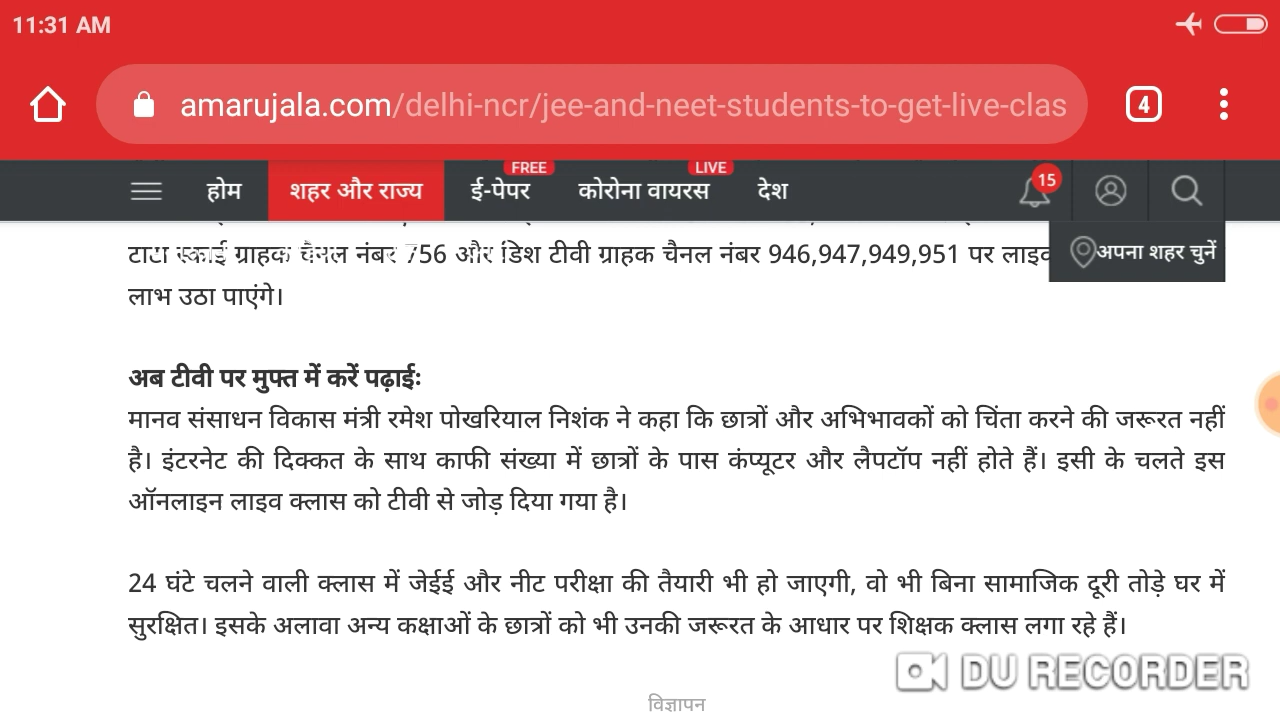 11:31 AM
amarujala.com/delhi-ncr/jee-and-neet-students-to-get-live-clas
4
FREE LIVE
होम शहर और राज्य ई-पेपर कोरोना वायरस देश 15
अपना शहर चुनें
ग्राहक चैनल नंबर 756 और डिश टीवी ग्राहक चैनल नंबर 946,947,949,951 पर
लाभ उठा पाएंगे।
अब टीवी पर मुफ्त में करें पढ़ाईः
मानव संसाधन विकास मंत्री रमेश पोखरियाल निशंक ने कहा कि छात्रों और अभिभावकों को चिंता करने की जरूरत नहीं
है। इंटरनेट की दिक्कत के साथ काफी संख्या में छात्रों के पास कंप्यूटर और लैपटॉप नहीं होते हैं। इसी के चलते इस
ऑनलाइन लाइव क्लास को टीवी से जोड़ दिया गया है।
24 घंटे चलने वाली क्लास में जेईई और नीट परीक्षा की तैयारी भी हो जाएगी, वो भी बिना सामाजिक दूरी तोड़े घर में
सुरक्षित। इसके अलावा अन्य कक्षाओं के छात्रों को भी उनकी जरूरत के आधार पर शिक्षक क्लास लगा रहे हैं।
DU RECORDER
विज्ञापन